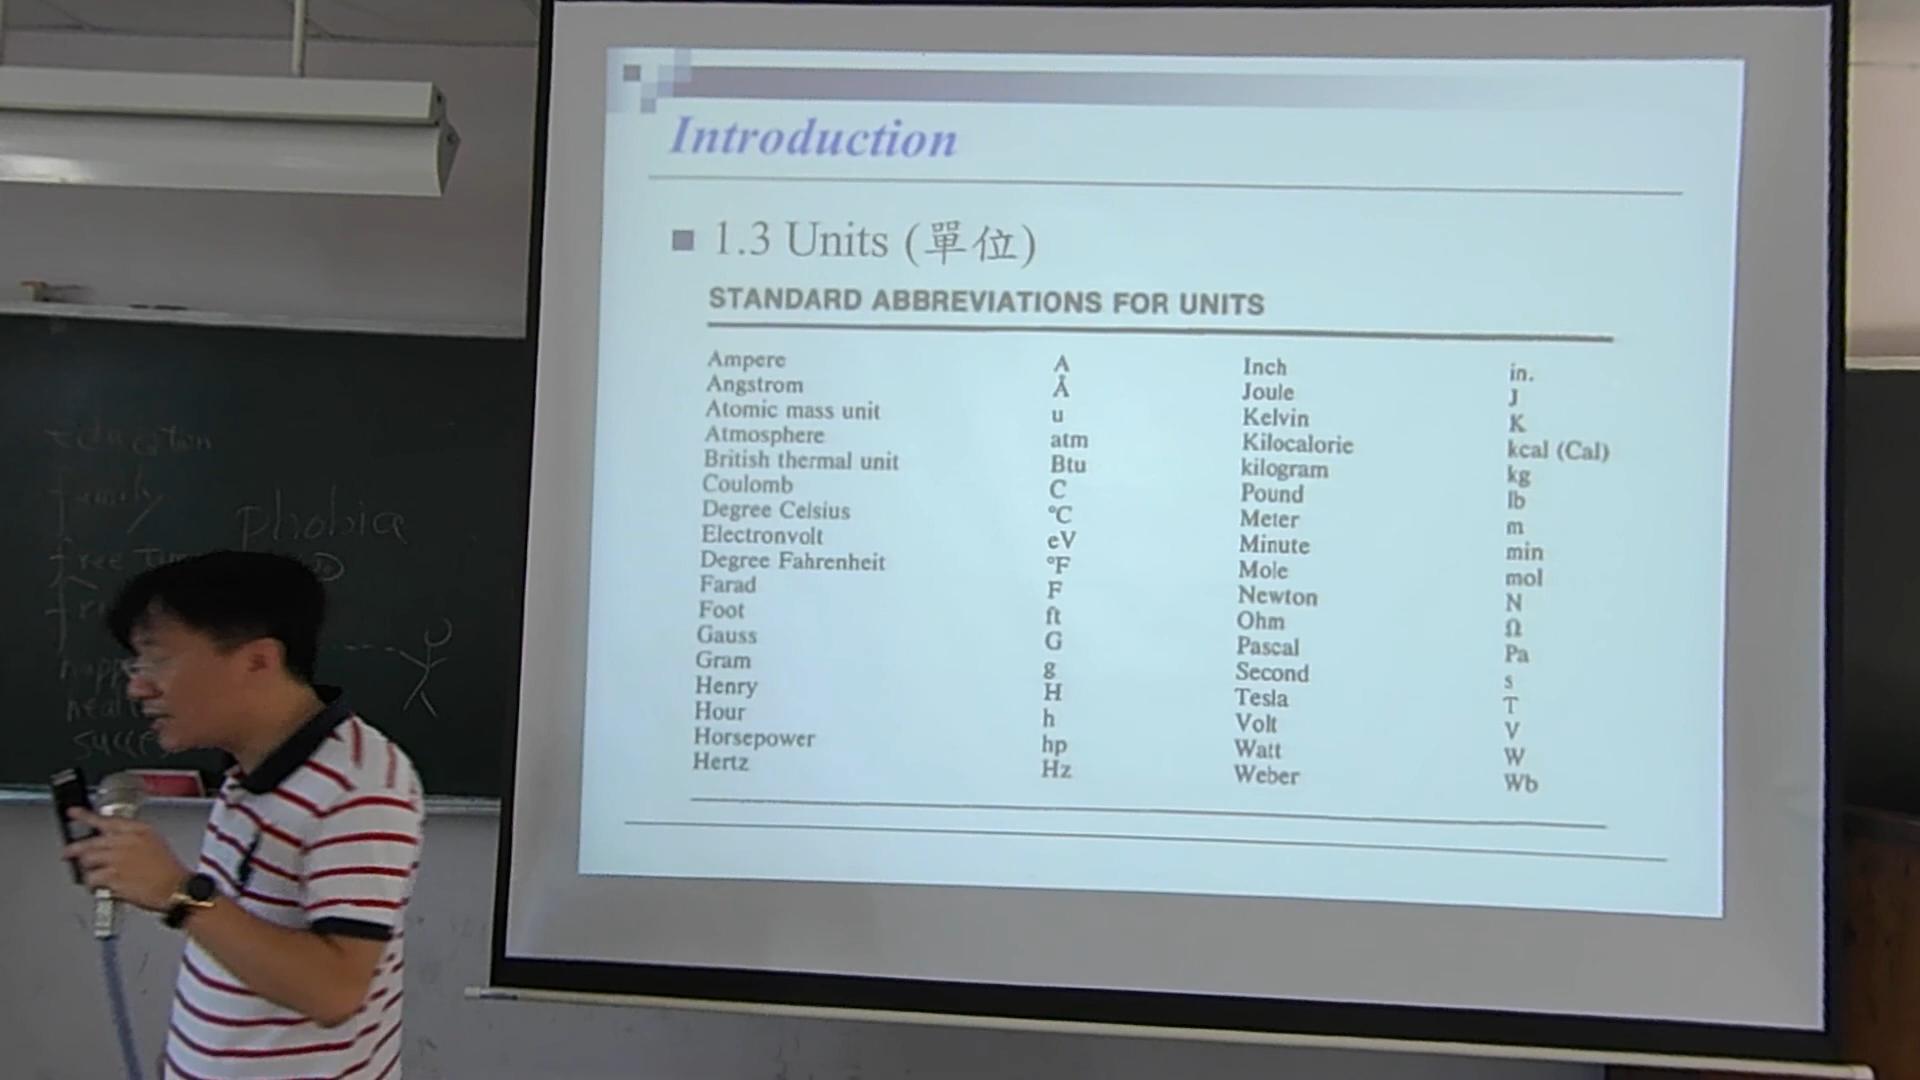 Introduction
1.3 Units (單位)
STANDARD ABBREVIATIONS FOR UNITS
Ampere A Inch in.
Angstrom Å Joule J
Atomic mass unit u Kelvin K
Atmosphere atm Kilocalorie kcal (Cal)
British thermal unit Btu kilogram kg
Coulomb C Pound lb
Degree Celsius °C Meter m
Electronvolt eV Minute min
Degree Fahrenheit °F Mole mol
Farad F Newton N
Foot ft Ohm Ω
Gauss G Pascal Pa
Gram g Second s
Henry H Tesla T
Hour h Volt V
Horsepower hp Watt W
Hertz Hz Weber Wb
education
family
phobia
free